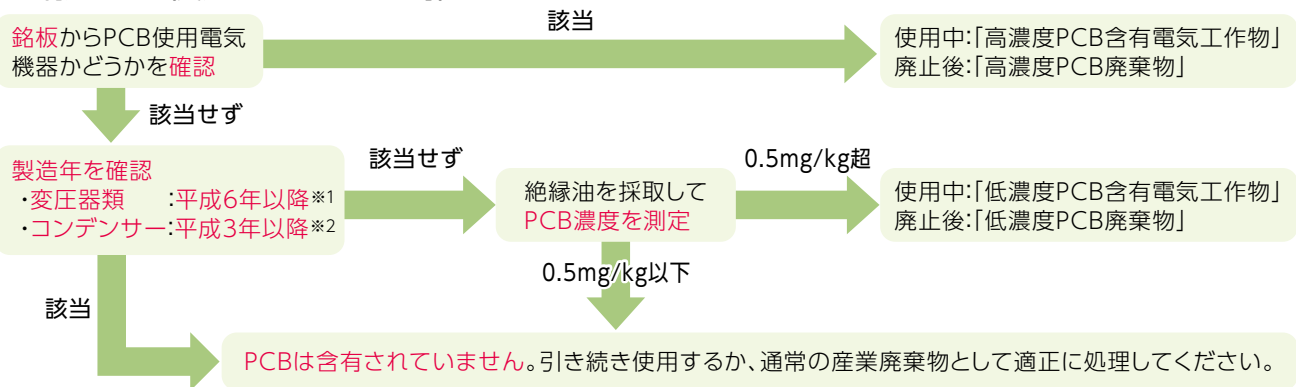 該当
銘板からPCB使用電気
機器かどうかを確認
使用中:「高濃度PCB含有電気工作物」
廃止後:「高濃度PCB廃棄物」
該当せず
製造年を確認
・変圧器類 :平成6年以降※1
・コンデンサー:平成3年以降※2
該当せず
絶縁油を採取して
PCB濃度を測定
0.5mg/kg超
使用中:「低濃度PCB含有電気工作物」
廃止後:「低濃度PCB廃棄物」
0.5mg/kg以下
該当
PCBは含有されていません。引き続き使用するか、通常の産業廃棄物として適正に処理してください。